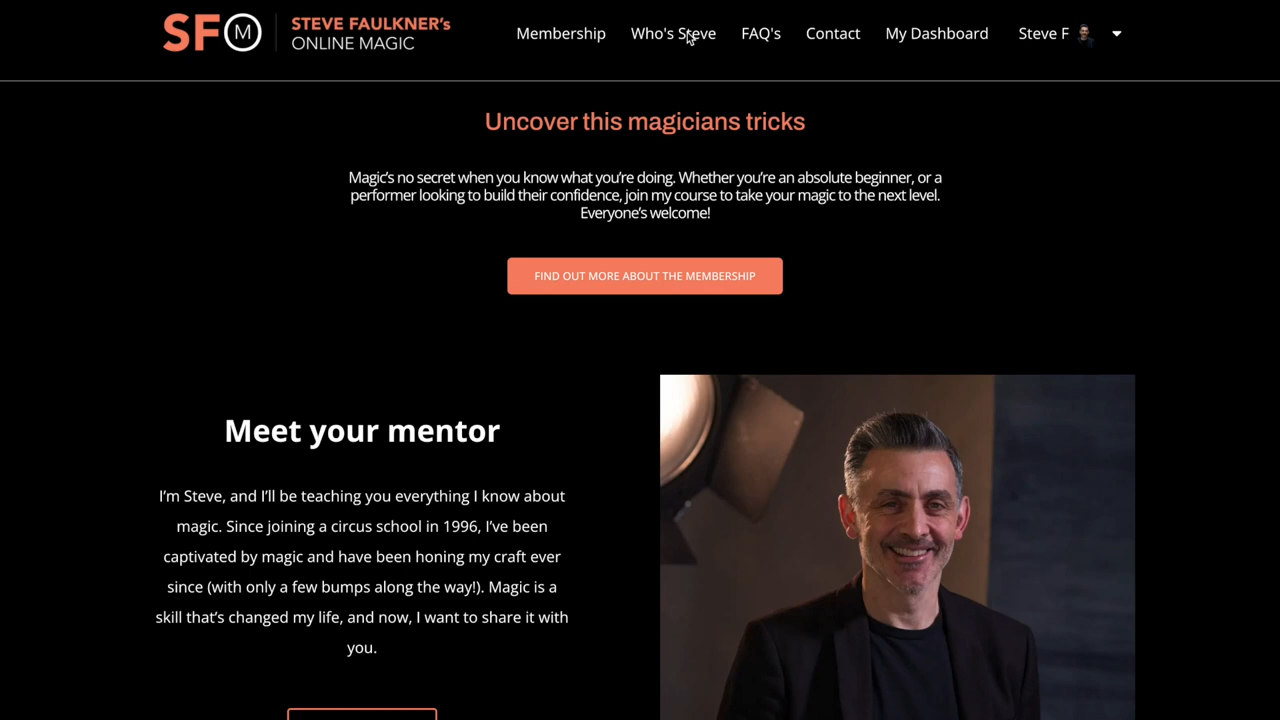 SFM
STEVE FAULKNER's
ONLINE MAGIC
Membership
Who's Steve
FAQ's
Contact
My Dashboard
Steve F
Uncover this magicians tricks
Magic's no secret when you know what you're doing. Whether you're an absolute beginner, or a
performer looking to build their confidence, join my course to take your magic to the next level.
Everyone's welcome!
FIND OUT MORE ABOUT THE MEMBERSHIP
Meet your mentor
I'm Steve, and I'll be teaching you everything I know about
magic. Since joining a circus school in 1996, I've been
captivated by magic and have been honing my craft ever
since (with only a few bumps along the way!). Magic is a
skill that's changed my life, and now, I want to share it with
you.